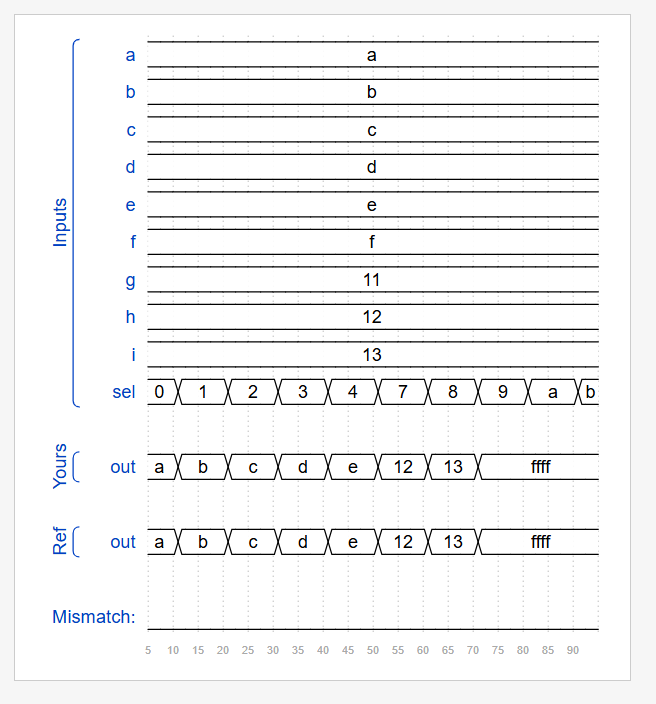 Inputs
a a
b b
c c
d d
e e
f f
g 11
h 12
i 13
sel 0 1 2 3 4 7 8 9 a b
Yours
out a b c d e 12 13 ffff
Ref
out a b c d e 12 13 ffff
Mismatch:
5 10 15 20 25 30 35 40 45 50 55 60 65 70 75 80 85 90